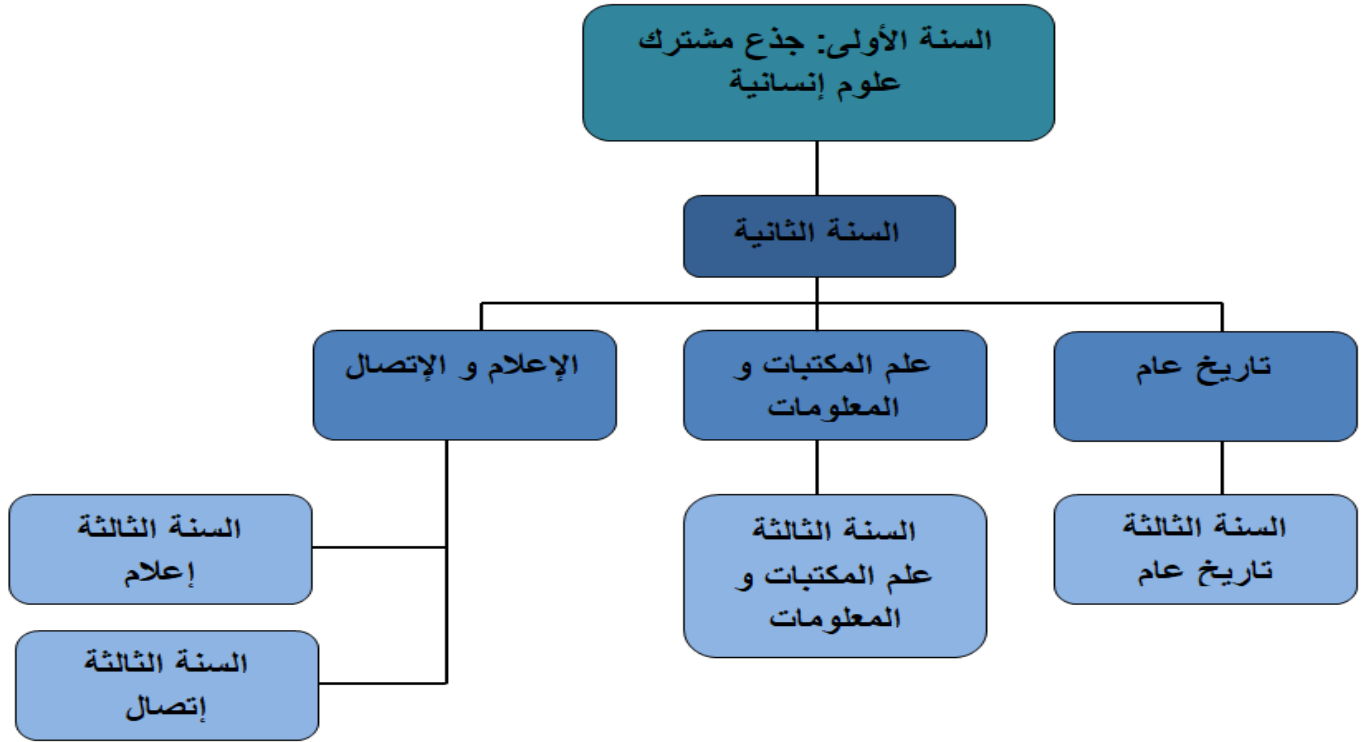 السنة الأولى: جذع مشترك
علوم إنسانية
السنة الثانية
تاريخ عام
علم المكتبات و
المعلومات
الإعلام و الإتصال
السنة الثالثة
تاريخ عام
السنة الثالثة
علم المكتبات و
المعلومات
السنة الثالثة
إعلام
السنة الثالثة
إتصال